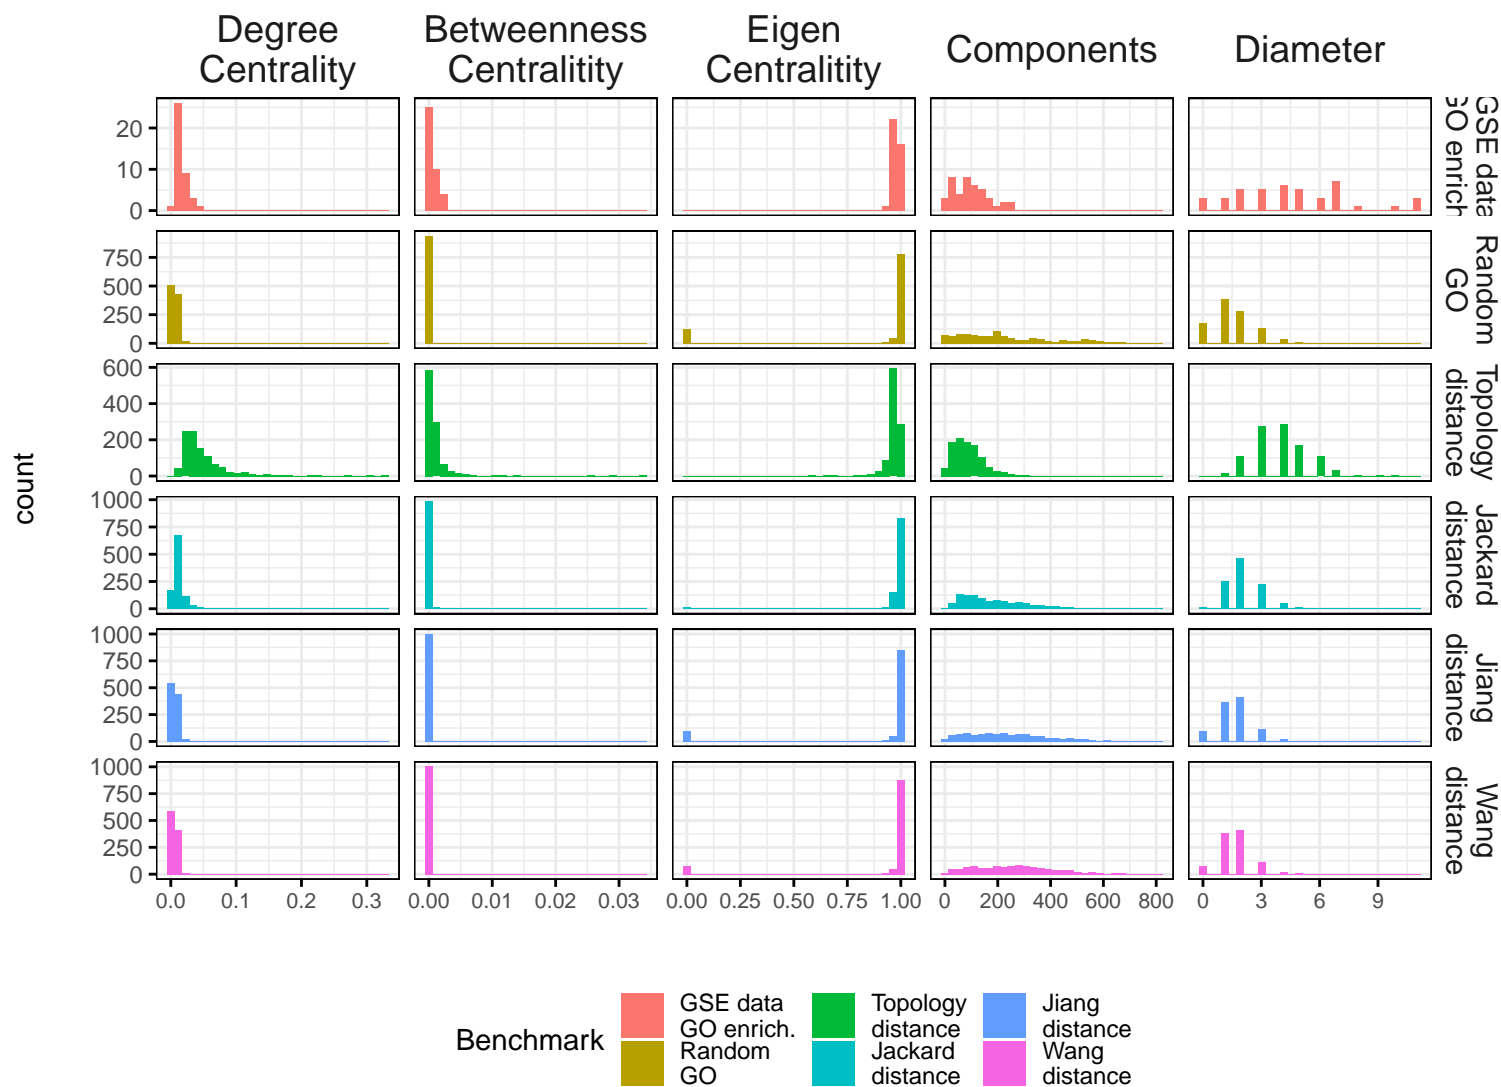 Degree
Centrality
Betweenness
Centralitity
Eigen
Centralitity
Components
Diameter
count
20
10
0
GSE data
GO enrich
750
500
250
0
Random
GO
600
400
200
0
Topology
distance
1000
750
500
250
0
Jackard
distance
1000
750
500
250
0
Jiang
distance
1000
750
500
250
0
Wang
distance
0.0 0.1 0.2 0.3
0.00 0.01 0.02 0.03
0.00 0.25 0.50 0.75 1.00
0 200 400 600 800
0 3 6 9
Benchmark
GSE data
GO enrich.
Random
GO
Topology
distance
Jackard
distance
Jiang
distance
Wang
distance